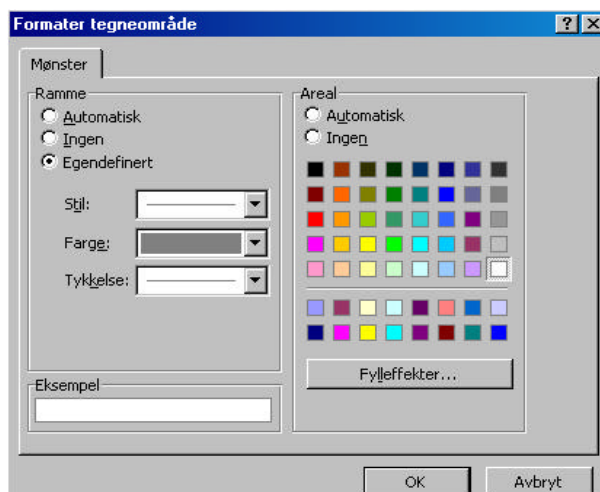 Formater tegneområde
Mønster
Ramme
Automatisk
Ingen
Egendefinert
Stil:
Farge:
Tykkelse:
Eksempel
Areal
Automatisk
Ingen
Fylleffekter...
OK
Avbryt